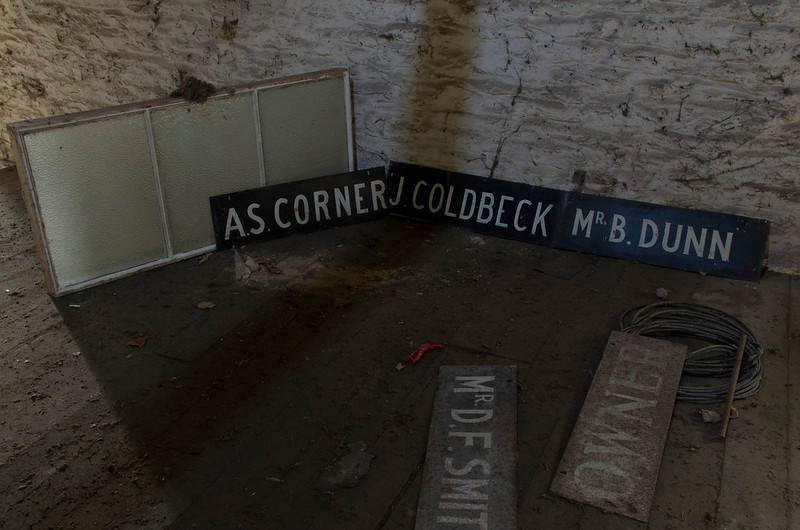 A.S. CORNER
J. COLDBECK
MR. B. DUNN
MR. D.F. SMIT
OWNER